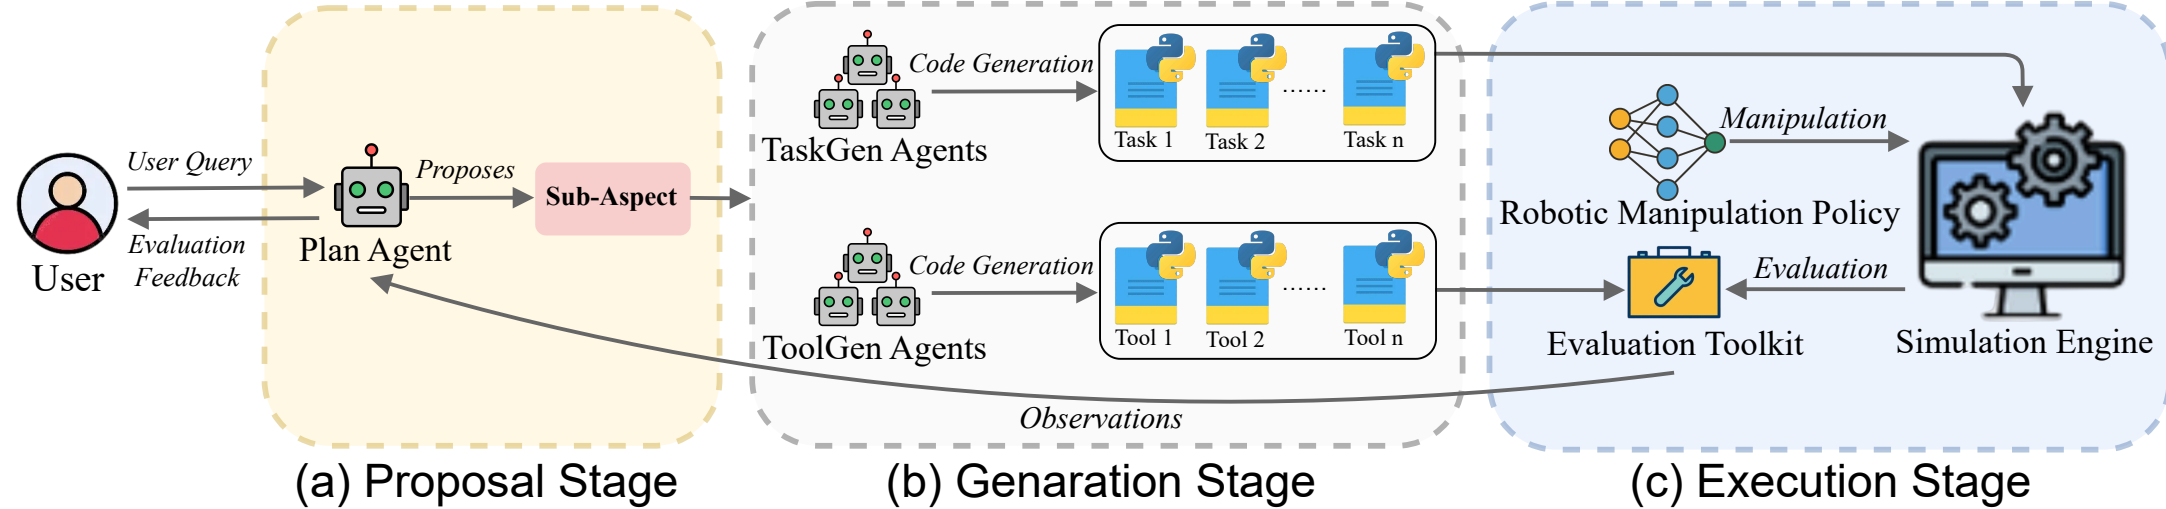 User Query
Evaluation
Feedback
User
Plan Agent
Proposes
Sub-Aspect
(a) Proposal Stage
TaskGen Agents
Code Generation
Task 1
Task 2
......
Task n
ToolGen Agents
Code Generation
Tool 1
Tool 2
......
Tool n
Observations
(b) Genaration Stage
Manipulation
Robotic Manipulation Policy
Evaluation
Evaluation Toolkit
Simulation Engine
(c) Execution Stage